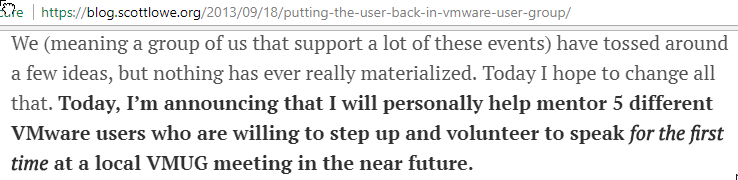 cure | https://blog.scottlowe.org/2013/09/18/putting-the-user-back-in-vmware-user-group/
We (meaning a group of us that support a lot of these events) have tossed around
a few ideas, but nothing has ever really materialized. Today I hope to change all
that. Today, I’m announcing that I will personally help mentor 5 different
VMware users who are willing to step up and volunteer to speak for the first
time at a local VMUG meeting in the near future.